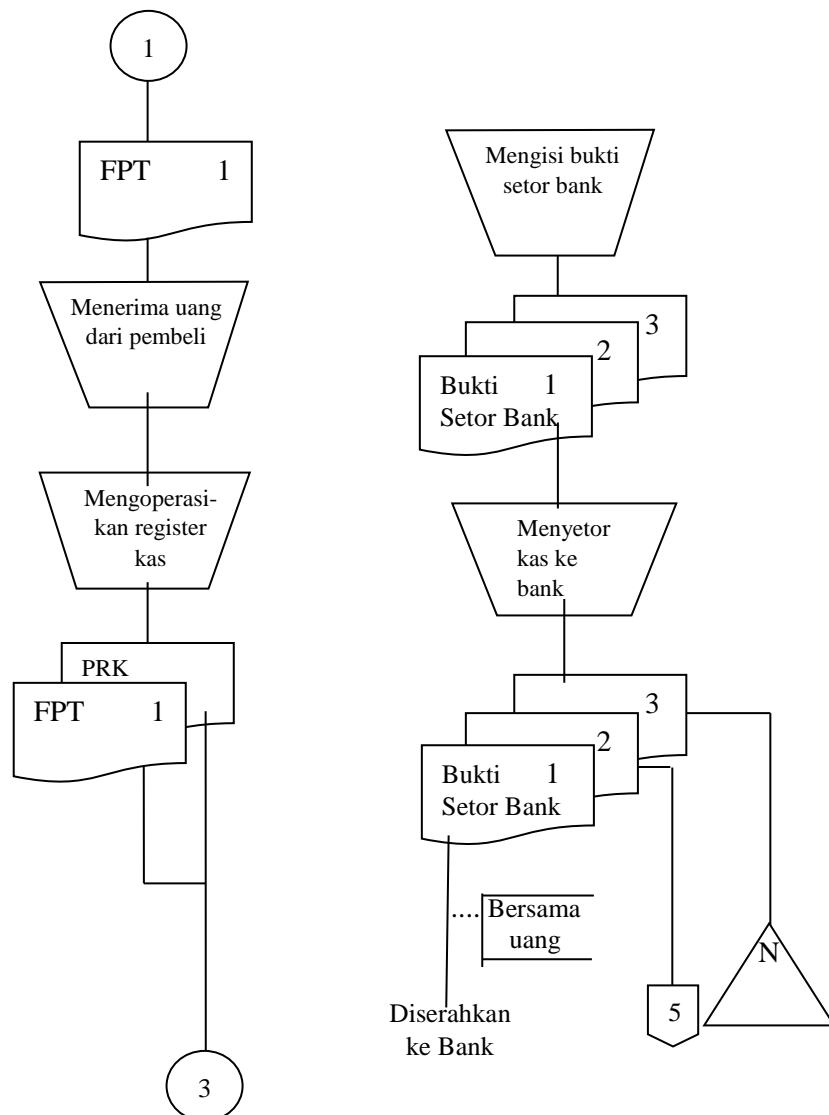 1
FPT 1
Menerima uang
dari pembeli
Mengoperasi-
kan register
kas
PRK
FPT 1
3
Mengisi bukti
setor bank
3
2
Bukti 1
Setor Bank
Menyetor
kas ke
bank
3
2
Bukti 1
Setor Bank
.... Bersama
uang
Diserahkan
ke Bank
5
N